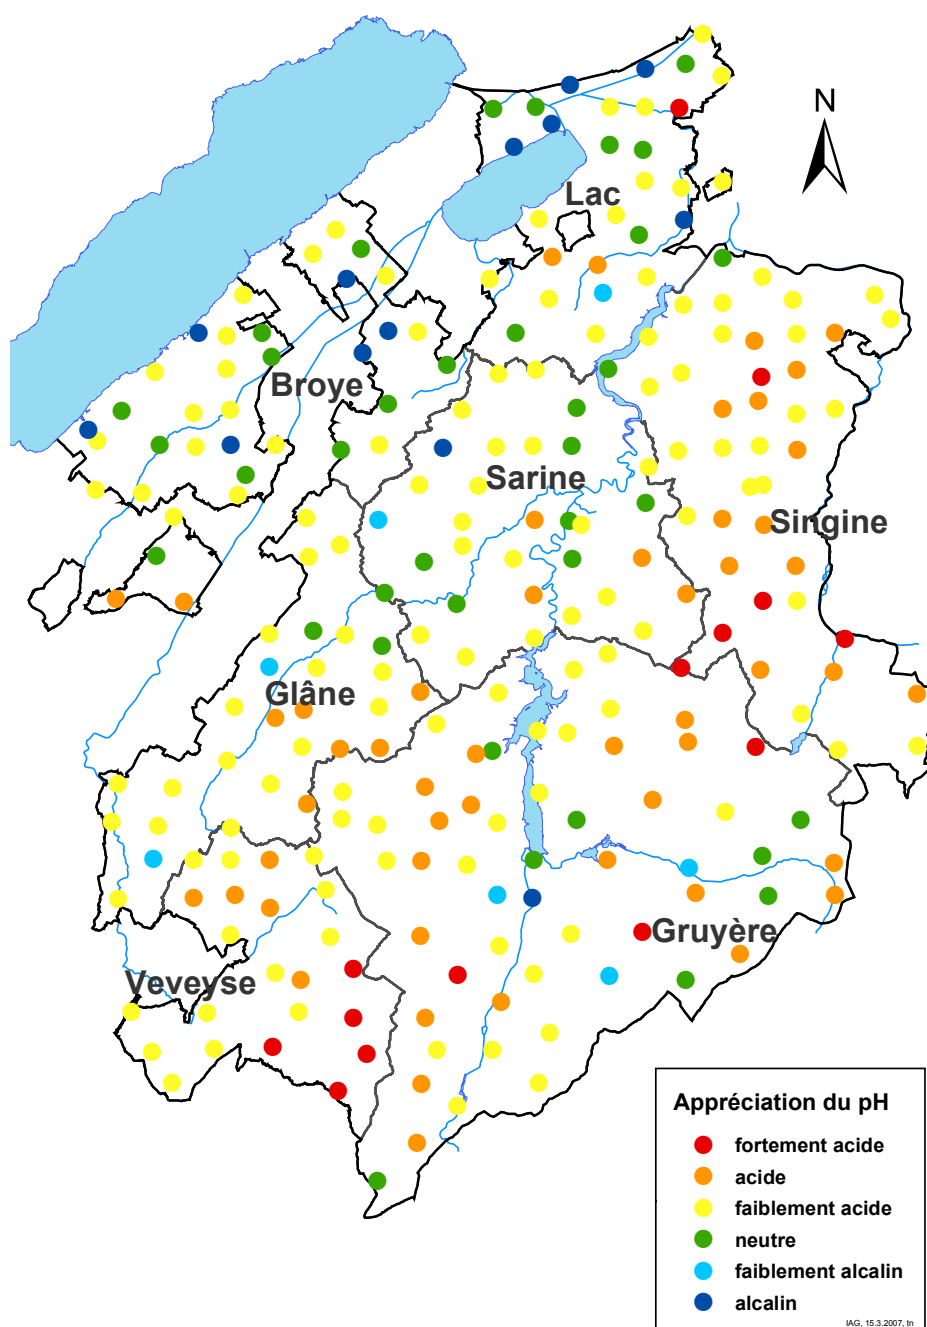 N
Lac
Broye
Sarine
Singine
Glâne
Gruyère
Veveyse
Appréciation du pH
fortement acide
acide
faiblement acide
neutre
faiblement alcalin
alcalin
IAG, 15.3.2007, tn